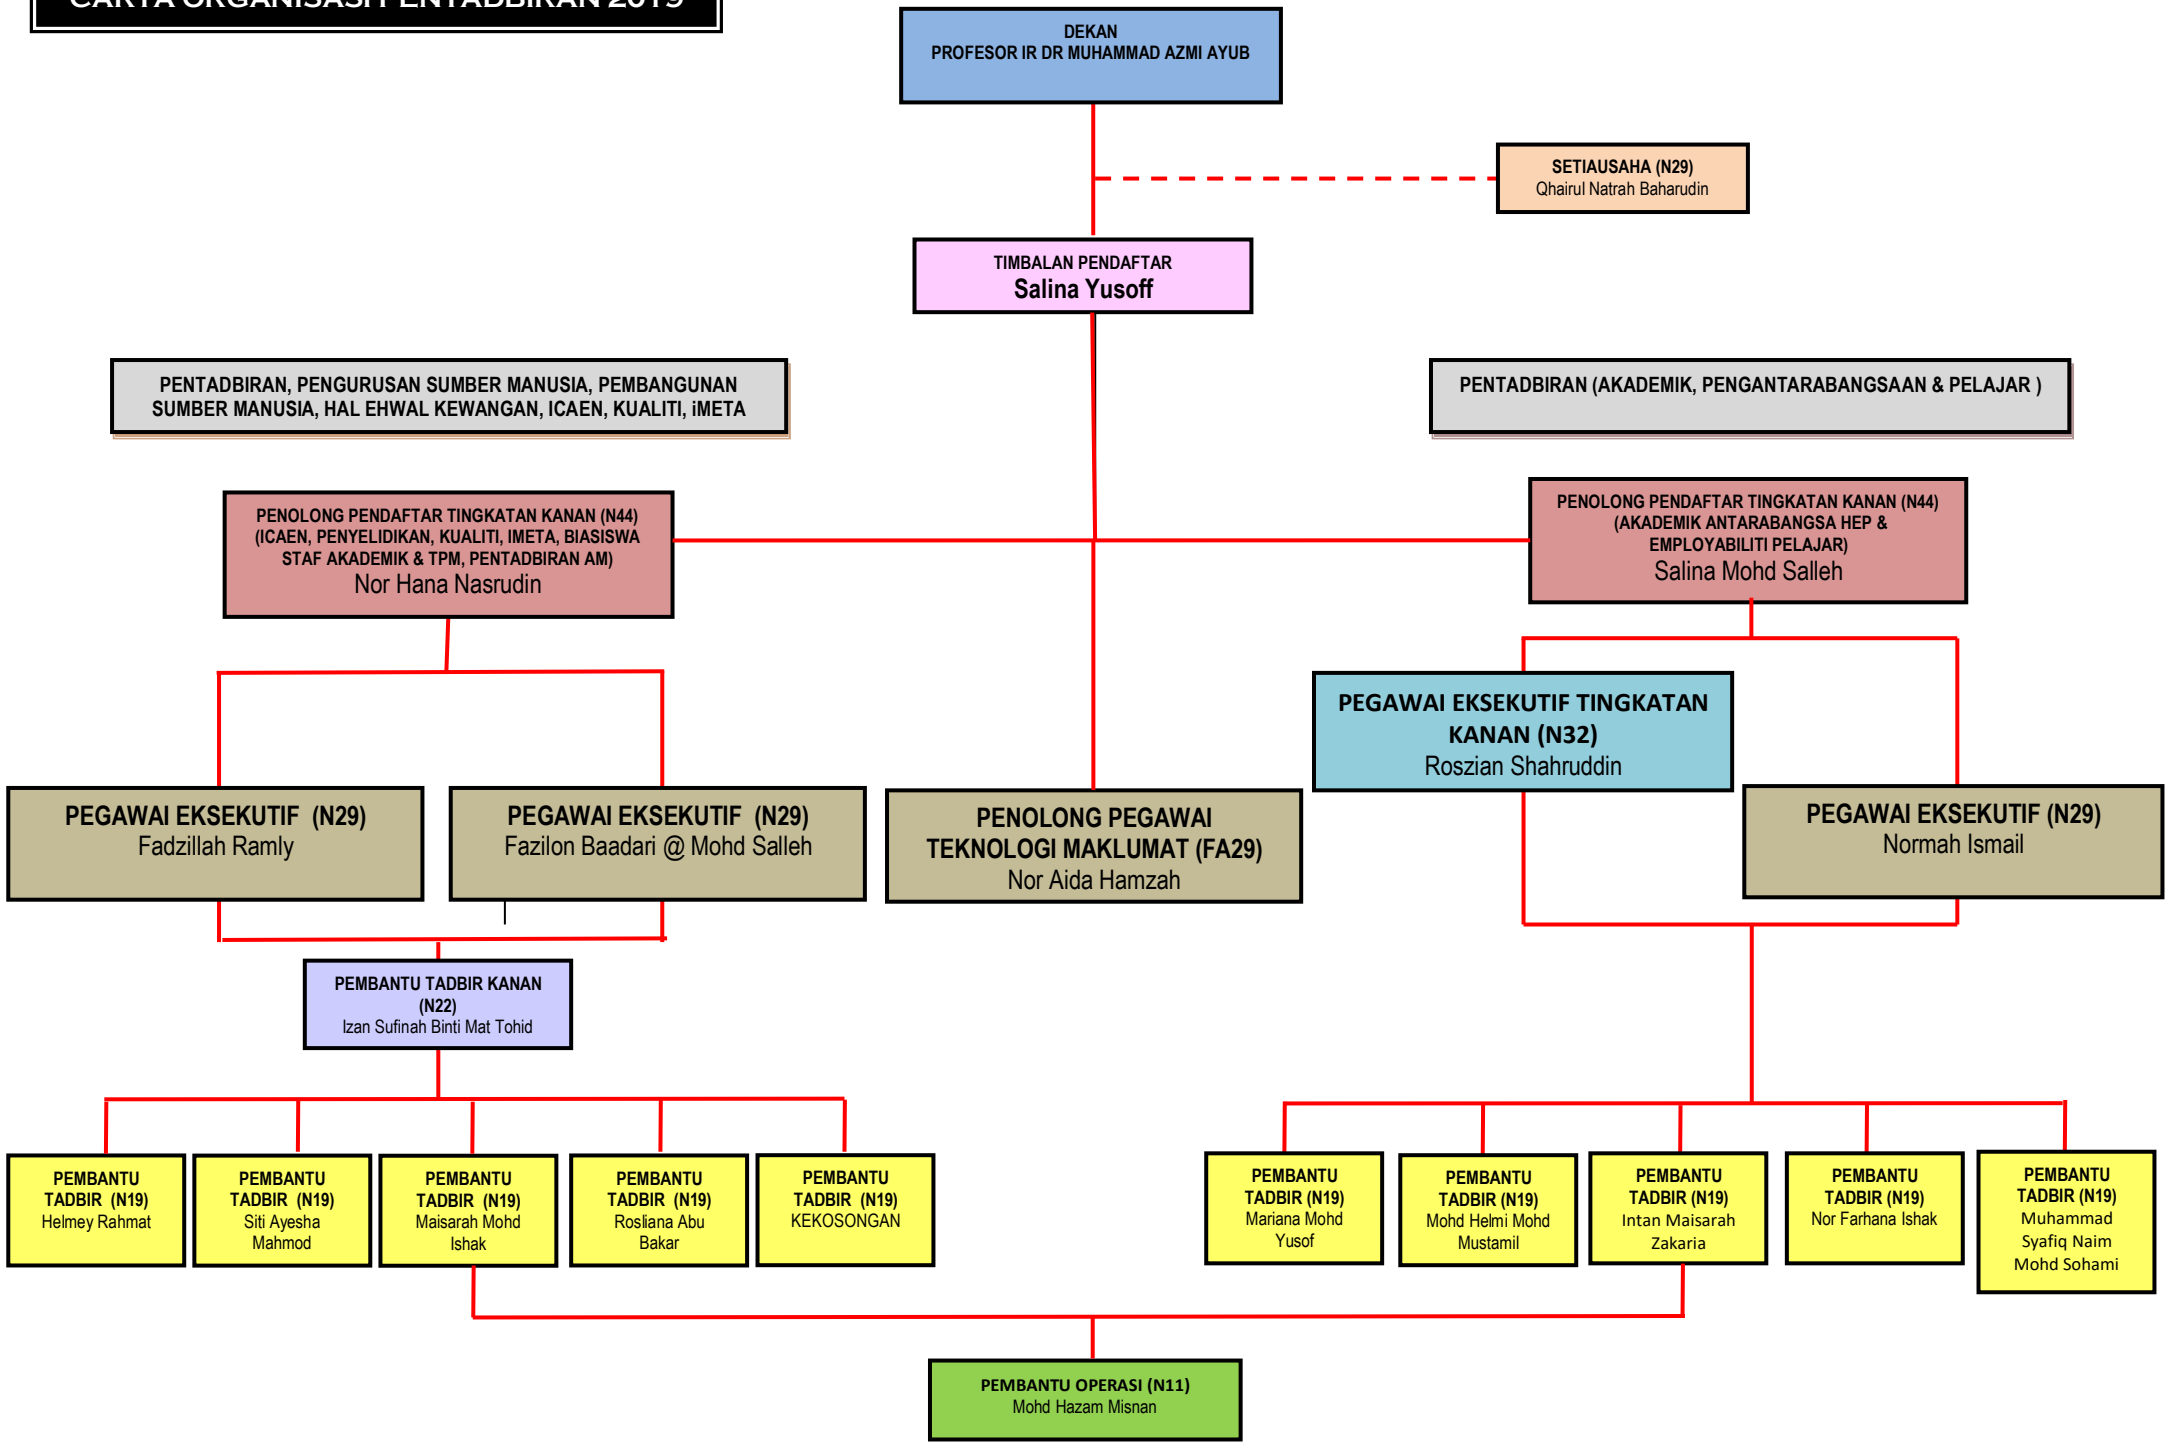 CARTA ORGANISASI PENTADBIRAN 2019
DEKAN
PROFESOR IR DR MUHAMMAD AZMI AYUB
SETIAUSAHA (N29)
Qhairul Natrah Baharudin
TIMBALAN PENDAFTAR
Salina Yusoff
PENTADBIRAN, PENGURUSAN SUMBER MANUSIA, PEMBANGUNAN
SUMBER MANUSIA, HAL EHWAL KEWANGAN, ICAEN, KUALITI, iMETA
PENTADBIRAN (AKADEMIK, PENGANTARABANGSAAN & PELAJAR )
PENOLONG PENDAFTAR TINGKATAN KANAN (N44)
(ICAEN, PENYELIDIKAN, KUALITI, IMETA, BIASISWA
STAF AKADEMIK & TPM, PENTADBIRAN AM)
Nor Hana Nasrudin
PENOLONG PENDAFTAR TINGKATAN KANAN (N44)
(AKADEMIK ANTARABANGSA HEP &
EMPLOYABILITI PELAJAR)
Salina Mohd Salleh
PEGAWAI EKSEKUTIF TINGKATAN
KANAN (N32)
Roszian Shahruddin
PEGAWAI EKSEKUTIF  (N29)
Fadzillah Ramly
PEGAWAI EKSEKUTIF  (N29)
Fazilon Baadari @ Mohd Salleh
PENOLONG PEGAWAI
TEKNOLOGI MAKLUMAT (FA29)
Nor Aida Hamzah
PEGAWAI EKSEKUTIF (N29)
Normah Ismail
PEMBANTU TADBIR KANAN
(N22)
Izan Sufinah Binti Mat Tohid
PEMBANTU
TADBIR  (N19)
Helmey Rahmat
PEMBANTU
TADBIR  (N19)
Siti Ayesha
Mahmod
PEMBANTU
TADBIR  (N19)
Maisarah Mohd
Ishak
PEMBANTU
TADBIR  (N19)
Rosliana Abu
Bakar
PEMBANTU
TADBIR  (N19)
KEKOSONGAN
PEMBANTU
TADBIR (N19)
Mariana Mohd
Yusof
PEMBANTU
TADBIR (N19)
Mohd Helmi Mohd
Mustamil
PEMBANTU
TADBIR (N19)
Intan Maisarah
Zakaria
PEMBANTU
TADBIR (N19)
Nor Farhana Ishak
PEMBANTU
TADBIR (N19)
Muhammad
Syafiq Naim
Mohd Sohami
PEMBANTU OPERASI (N11)
Mohd Hazam Misnan